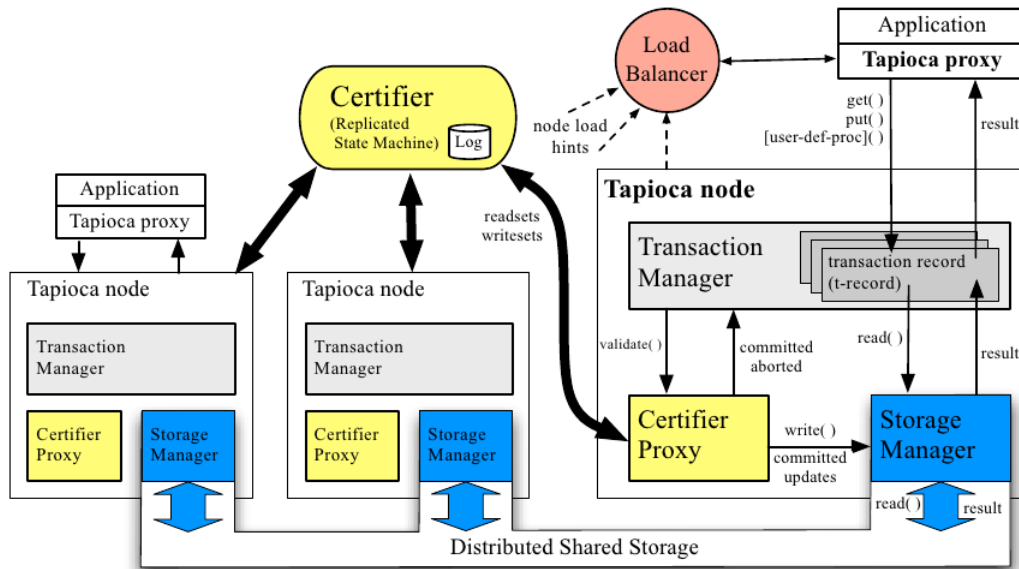 Application
Tapioca proxy
Load
Balancer
Certifier
(Replicated
State Machine)
Log
node load
hints
get( )
put( )
[user-def-proc]( )
result
Application
Tapioca proxy
readsets
writesets
Tapioca node
Transaction
Manager
transaction record
(t-record)
Tapioca node
Transaction
Manager
Certifier
Proxy
Storage
Manager
Tapioca node
Transaction
Manager
Certifier
Proxy
Storage
Manager
validate( )
committed
aborted
read( )
result
Certifier
Proxy
write( )
committed
updates
Storage
Manager
read( )
result
Distributed Shared Storage